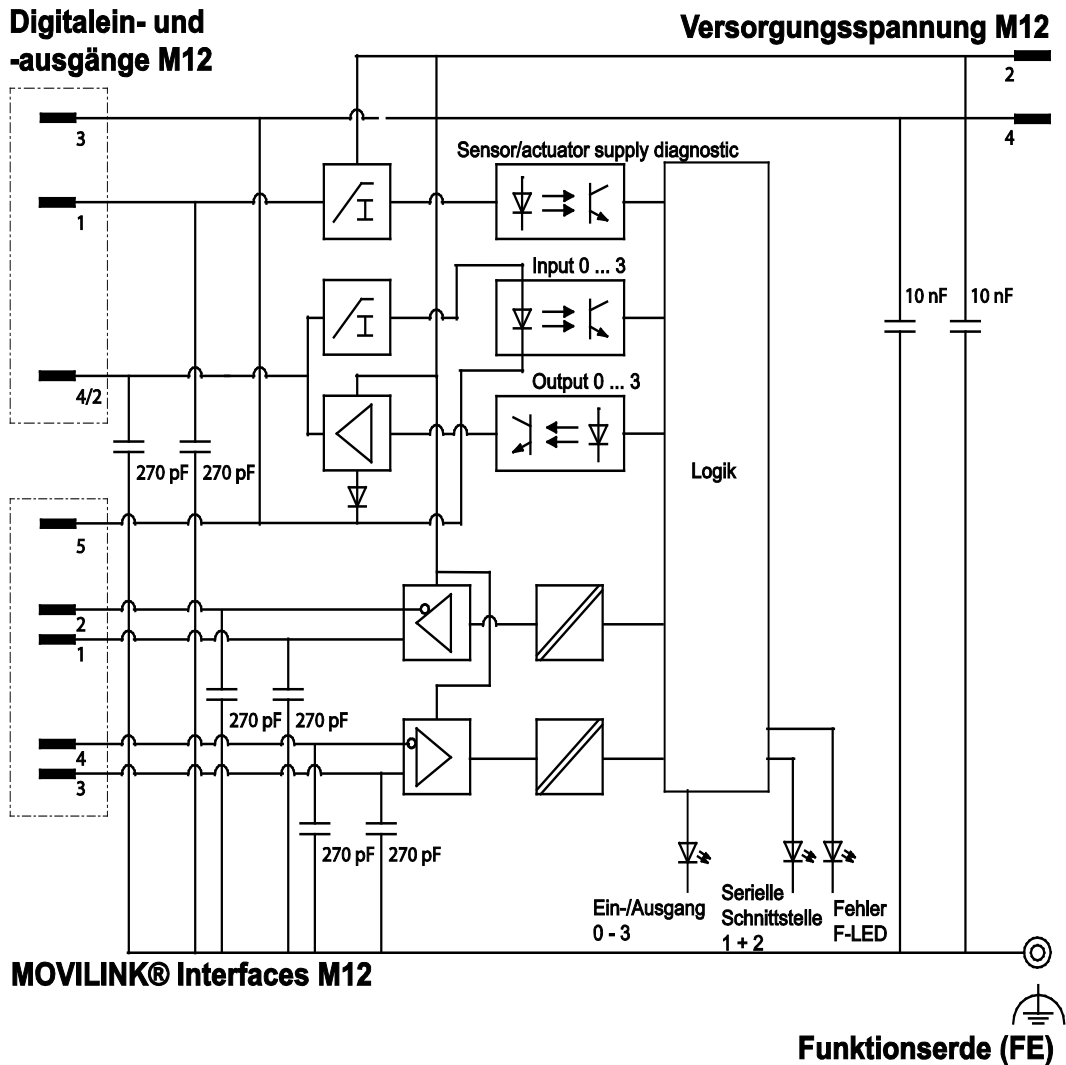 Digitalein- und
-ausgänge M12
Versorgungsspannung M12
2
3
4
Sensor/actuator supply diagnostic
1
Input 0 ... 3
10 nF 10 nF
4/2
Output 0 ... 3
270 pF 270 pF
Logik
5
2
1
270 pF 270 pF
4
3
270 pF 270 pF
Ein-/Ausgang
0 - 3
Serielle
Schnittstelle
1 + 2
Fehler
F-LED
MOVILINK® Interfaces M12
Funktionserde (FE)